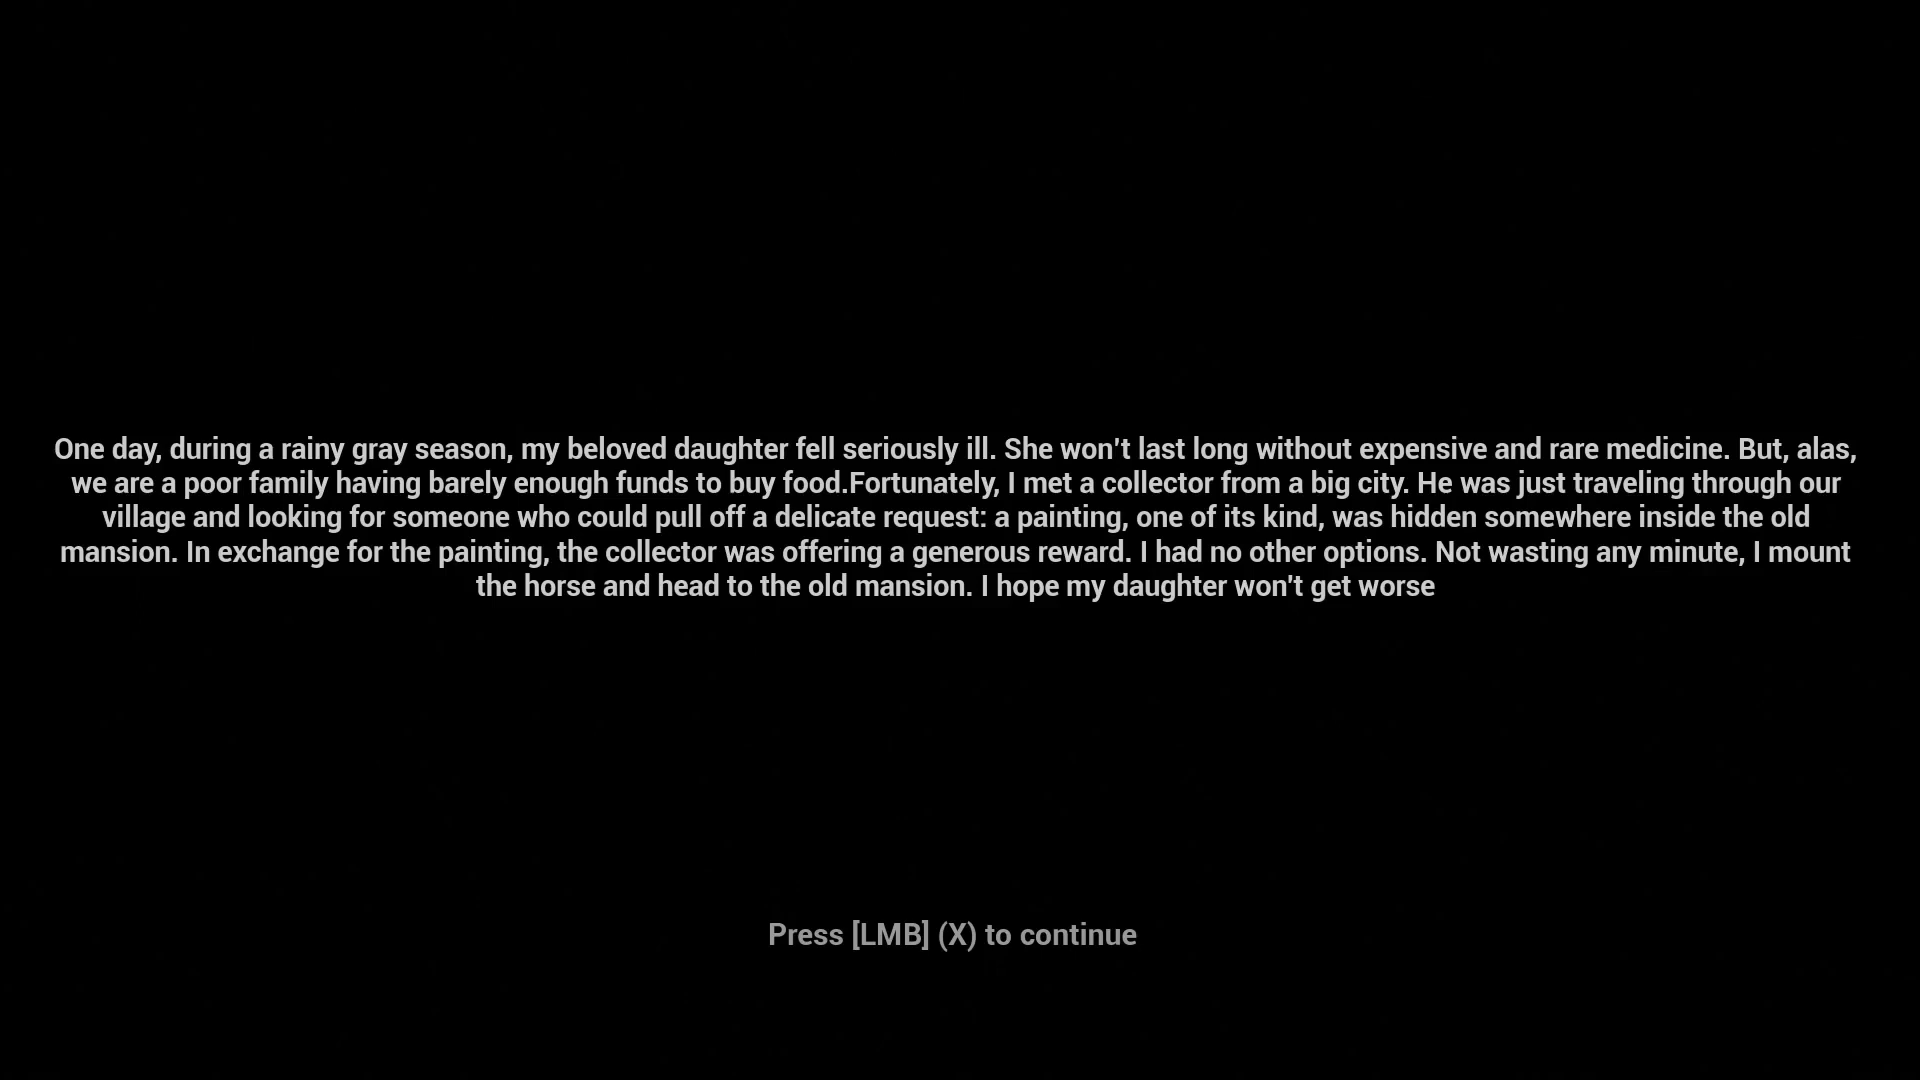 One day, during a rainy gray season, my beloved daughter fell seriously ill. She won't last long without expensive and rare medicine. But, alas,
we are a poor family having barely enough funds to buy food.Fortunately, I met a collector from a big city. He was just traveling through our
village and looking for someone who could pull off a delicate request: a painting, one of its kind, was hidden somewhere inside the old
mansion. In exchange for the painting, the collector was offering a generous reward. I had no other options. Not wasting any minute, I mount
the horse and head to the old mansion. I hope my daughter won't get worse
Press [LMB] (X) to continue